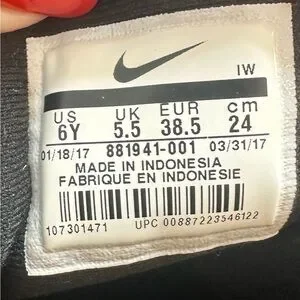 IW
US UK EUR cm
6Y 5.5 38.5 24
01/18/17 881941-001 03/31/17
MADE IN INDONESIA
FABRIQUE EN INDONESIE
107301471 UPC 00887223546122